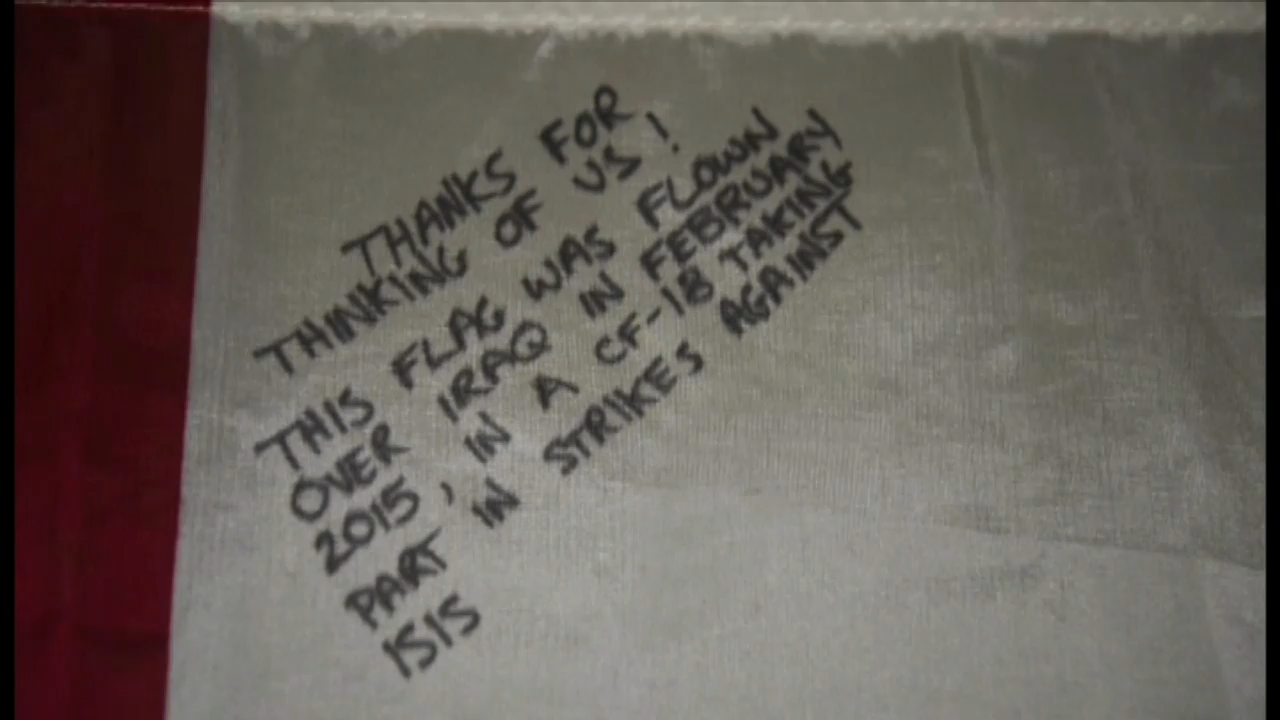 THANKS FOR
THINKING OF US!
THIS FLAG WAS FLOWN
OVER IRAQ IN FEBRUARY
2015, IN A CF-18 TAKING
PART IN STRIKES AGAINST
ISIS